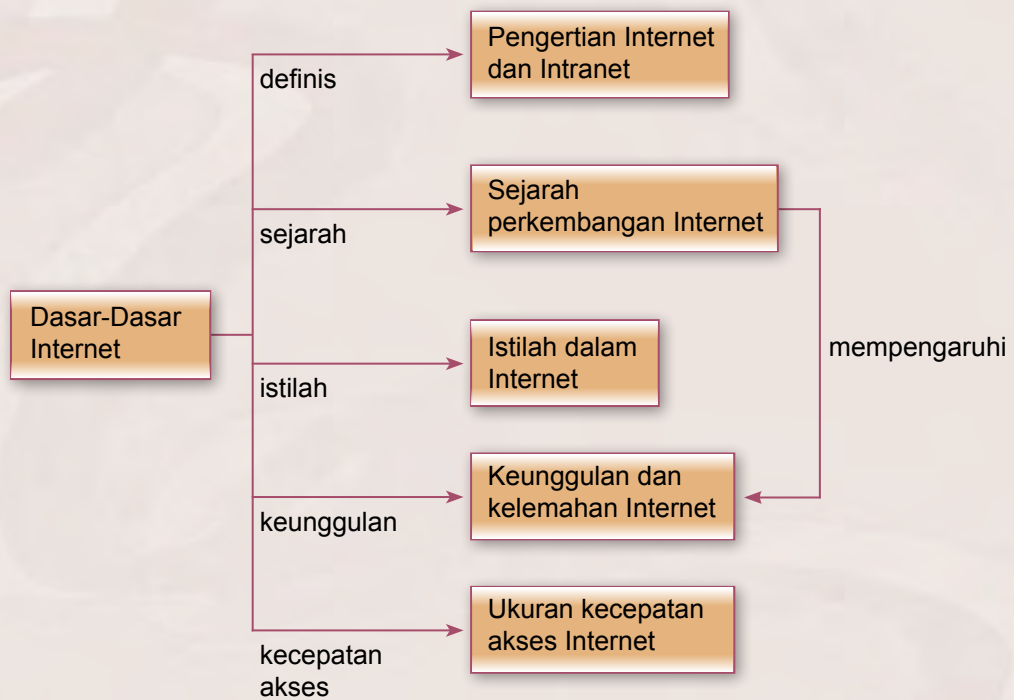 Pengertian Internet
dan Intranet
definis
Sejarah
perkembangan Internet
sejarah
Dasar-Dasar
Internet
Istilah dalam
Internet
mempengaruhi
istilah
Keunggulan dan
kelemahan Internet
keunggulan
Ukuran kecepatan
akses Internet
kecepatan
akses